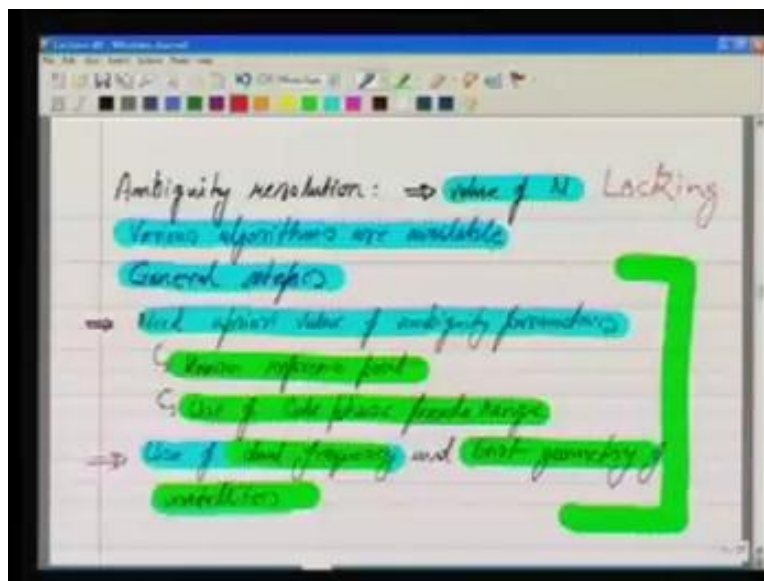 Ambiguity resolution: ⇒ value of N Locking
Various algorithms are available
General steps
⇒ Need apriori value of ambiguity parameters
Known reference point
Use of Code phase pseudo range
⇒ Use of dual frequency and best geometry of
satellites